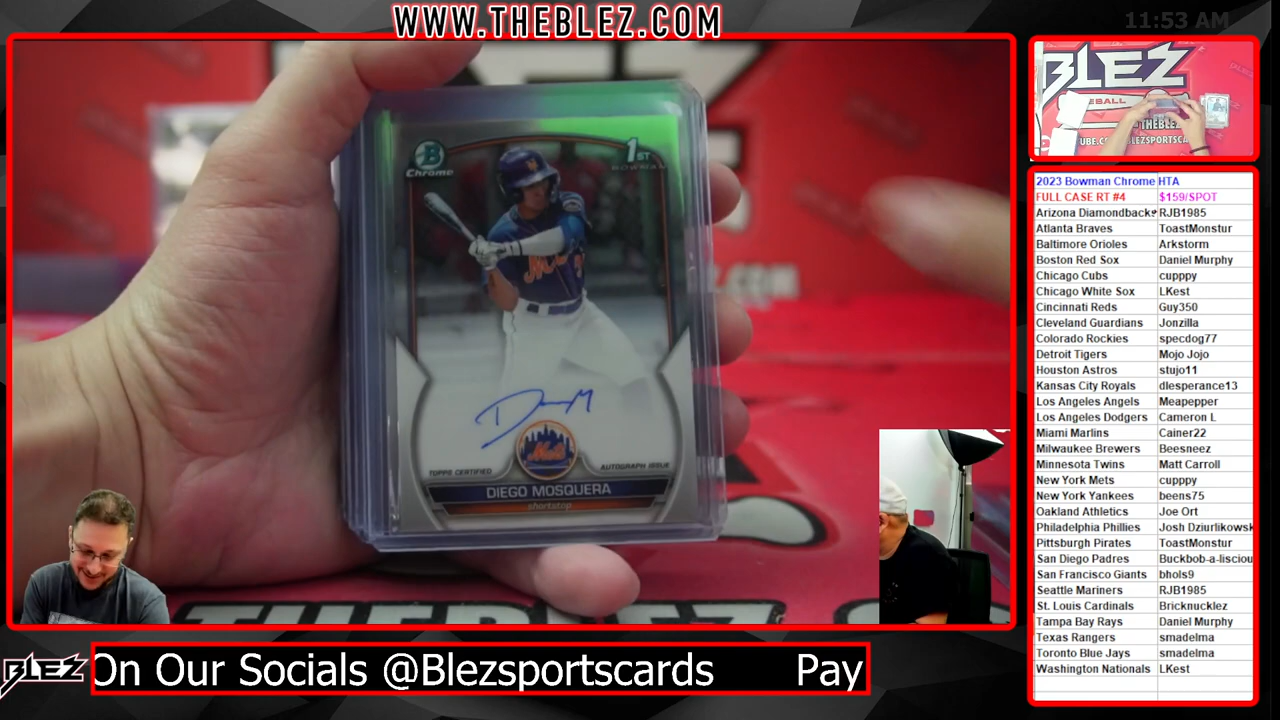 WWW.THEBLEZ.COM
11:53 AM
B
Chrome
1ST
BOWMAN
TOPPS CERTIFIED
AUTOGRAPH ISSUE
Mets
DIEGO MOSQUERA
shortstop
BLEZ
THEBLEZ
2023 Bowman Chrome HTA
FULL CASE RT #4 $159/SPOT
Arizona Diamondbacks RJB1985
Atlanta Braves ToastMonstur
Baltimore Orioles Arkstorm
Boston Red Sox Daniel Murphy
Chicago Cubs cupppy
Chicago White Sox LKest
Cincinnati Reds Guy350
Cleveland Guardians Jonzilla
Colorado Rockies specdog77
Detroit Tigers Mojo Jojo
Houston Astros stujo11
Kansas City Royals dlesperance13
Los Angeles Angels Meapepper
Los Angeles Dodgers Cameron L
Miami Marlins Cainer22
Milwaukee Brewers Beesneez
Minnesota Twins Matt Carroll
New York Mets cupppy
New York Yankees beens75
Oakland Athletics Joe Ort
Philadelphia Phillies Josh Dziurlikowsk
Pittsburgh Pirates ToastMonstur
San Diego Padres Buckbob-a-lisciou
San Francisco Giants bhols9
Seattle Mariners RJB1985
St. Louis Cardinals Bricknucklez
Tampa Bay Rays Daniel Murphy
Texas Rangers smadelma
Toronto Blue Jays smadelma
Washington Nationals LKest
BLEZ
On Our Socials @Blezsportscards Pay